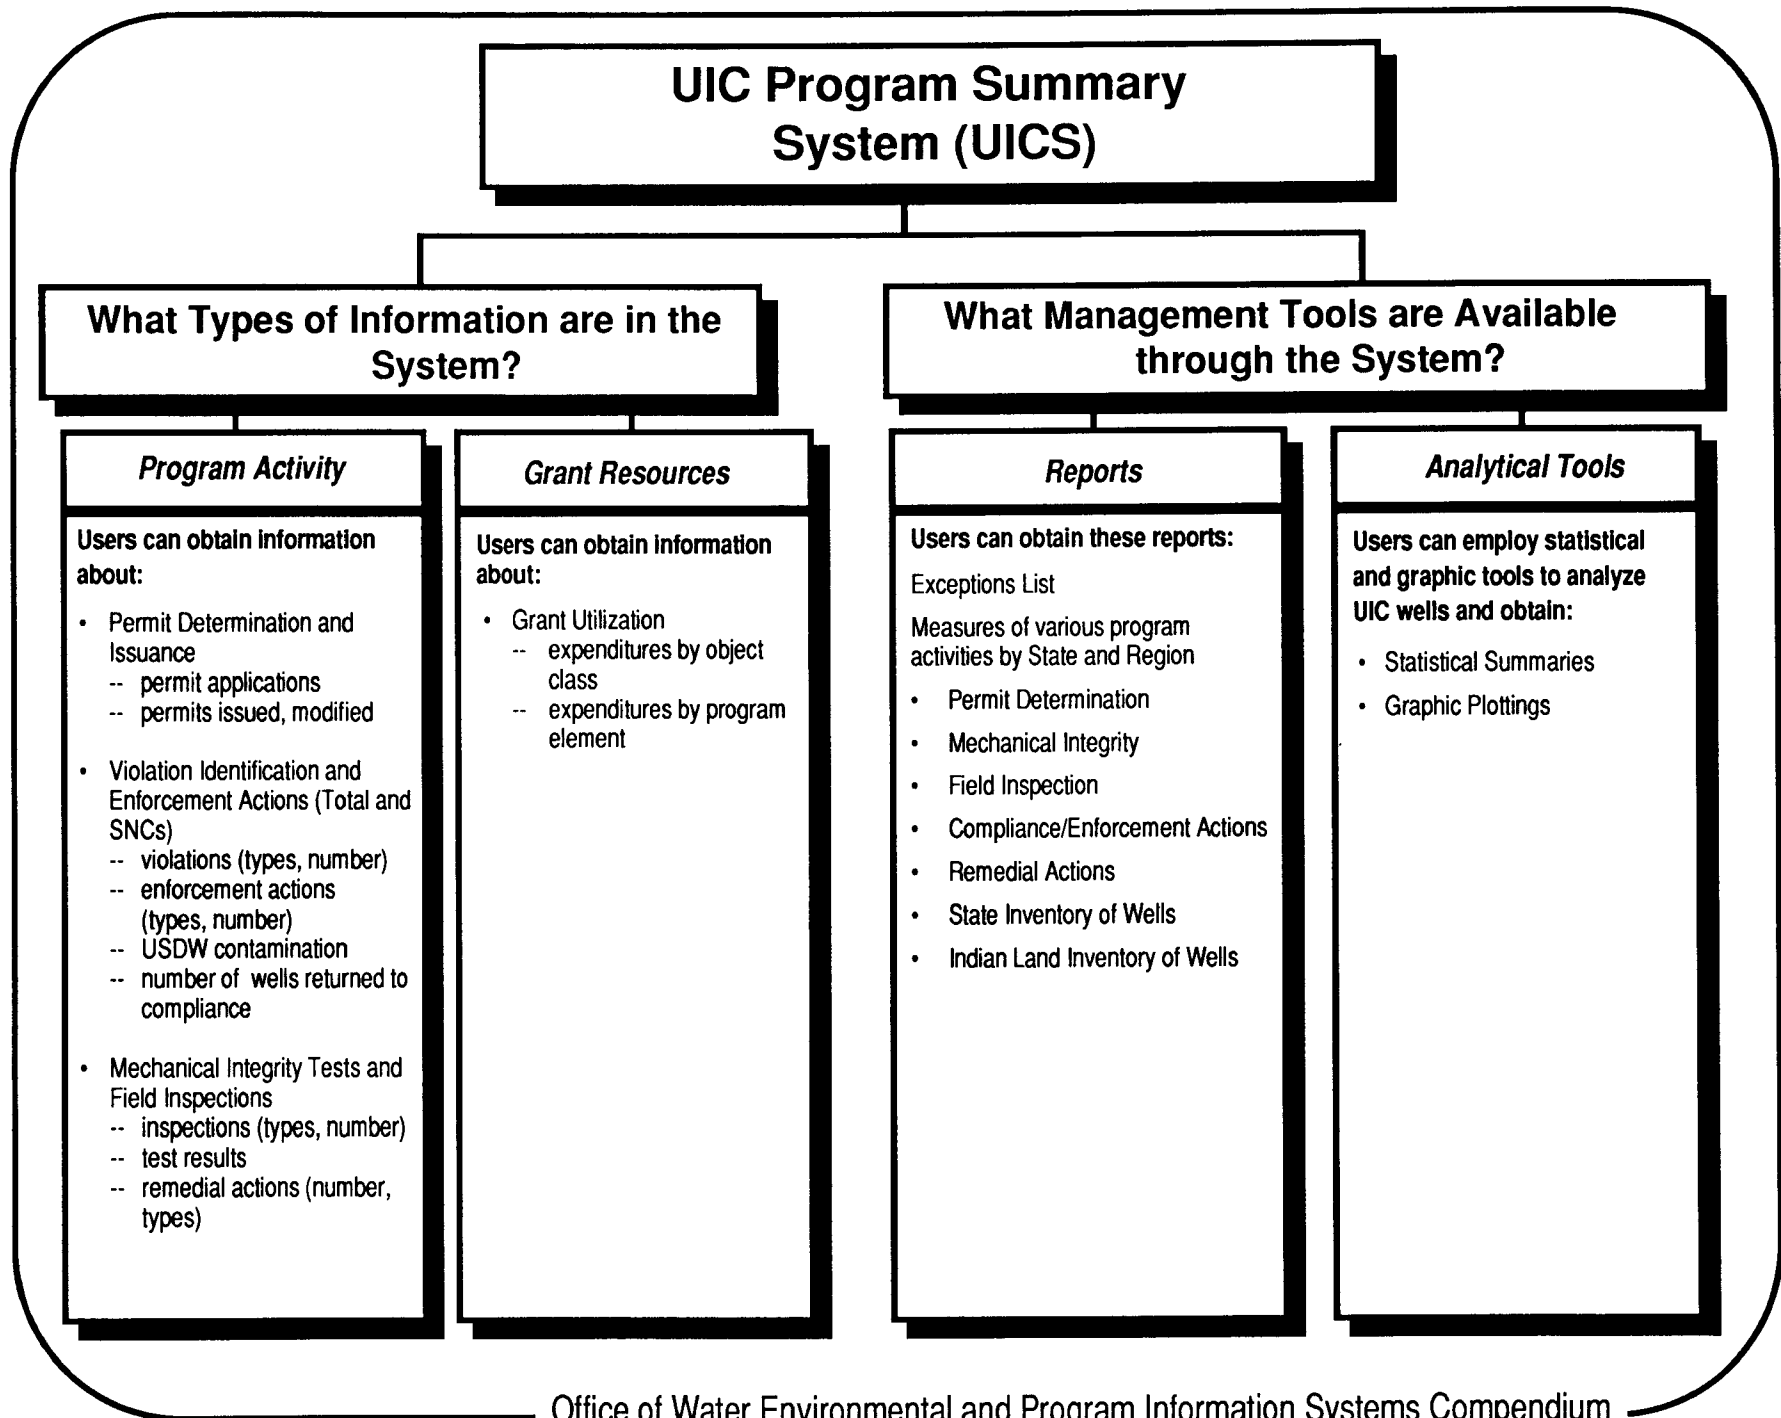 UIC Program Summary
System (UICS)
What Types of Information are in the
System?
Program Activity
Users can obtain information
about:
• Permit Determination and
Issuance
-- permit applications
-- permits issued, modified
• Violation Identification and
Enforcement Actions (Total and
SNCs)
-- violations (types, number)
-- enforcement actions
(types, number)
-- USDW contamination
-- number of wells returned to
compliance
• Mechanical Integrity Tests and
Field Inspections
-- inspections (types, number)
-- test results
-- remedial actions (number,
types)
Grant Resources
Users can obtain information
about:
• Grant Utilization
-- expenditures by object
class
-- expenditures by program
element
What Management Tools are Available
through the System?
Reports
Users can obtain these reports:
Exceptions List
Measures of various program
activities by State and Region
• Permit Determination
• Mechanical Integrity
• Field Inspection
• Compliance/Enforcement Actions
• Remedial Actions
• State Inventory of Wells
• Indian Land Inventory of Wells
Analytical Tools
Users can employ statistical
and graphic tools to analyze
UIC wells and obtain:
• Statistical Summaries
• Graphic Plottings
Office of Water Environmental and Program Information Systems Compendium